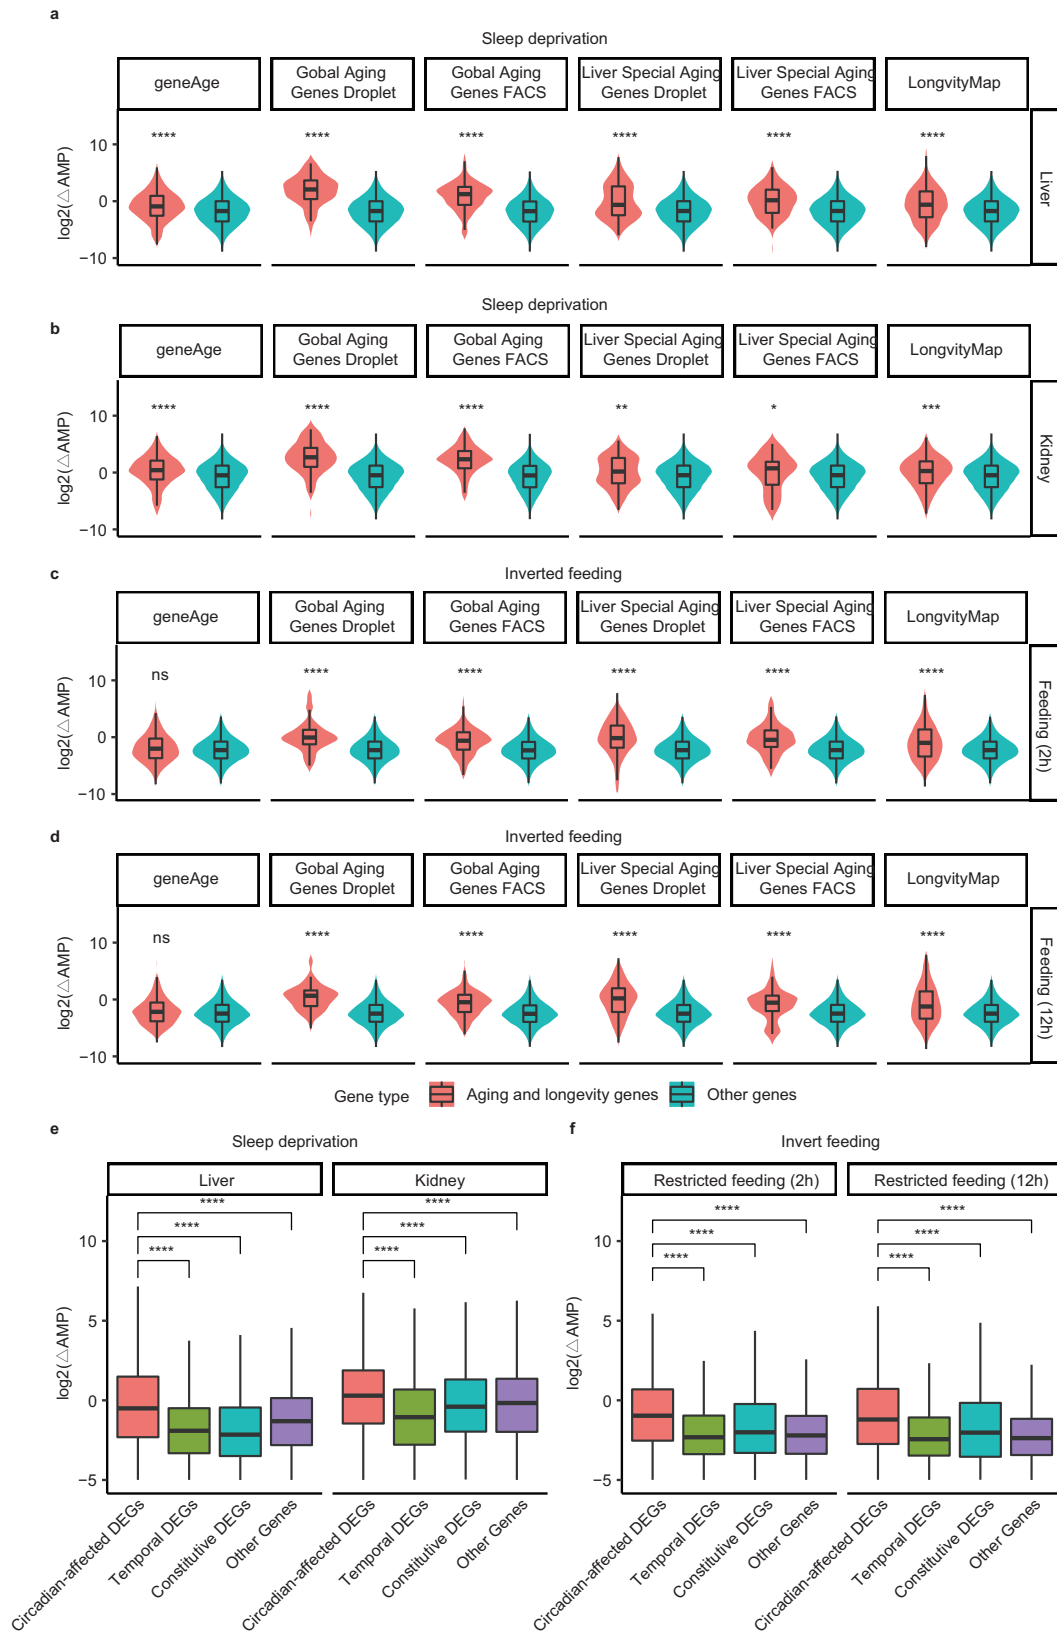 a
Sleep deprivation
geneAge
Gobal Aging
Genes Droplet
Gobal Aging
Genes FACS
Liver Special Aging
Genes Droplet
Liver Special Aging
Genes FACS
LongvityMap
log2(△AMP)
10
0
−10
**** **** **** **** **** ****
Liver
Sleep deprivation
b
geneAge
Gobal Aging
Genes Droplet
Gobal Aging
Genes FACS
Liver Special Aging
Genes Droplet
Liver Special Aging
Genes FACS
LongvityMap
log2(△AMP)
10
0
−10
**** **** **** ** * ***
Kidney
c
Inverted feeding
geneAge
Gobal Aging
Genes Droplet
Gobal Aging
Genes FACS
Liver Special Aging
Genes Droplet
Liver Special Aging
Genes FACS
LongvityMap
log2(△AMP)
10
0
−10
ns **** **** **** **** ****
Feeding (2h)
d
Inverted feeding
geneAge
Gobal Aging
Genes Droplet
Gobal Aging
Genes FACS
Liver Special Aging
Genes Droplet
Liver Special Aging
Genes FACS
LongvityMap
log2(△AMP)
10
0
−10
ns **** **** **** **** ****
Feeding (12h)
Gene type Aging and longevity genes Other genes
e
Sleep deprivation
Liver
Kidney
log2(△AMP)
10
5
0
−5
****
****
****
****
****
****
Circadian-affected DEGs
Temporal DEGs
Constitutive DEGs
Other Genes
Circadian-affected DEGs
Temporal DEGs
Constitutive DEGs
Other Genes
f
Invert feeding
Restricted feeding (2h)
Restricted feeding (12h)
log2(△AMP)
10
5
0
−5
****
****
****
****
****
****
Circadian-affected DEGs
Temporal DEGs
Constitutive DEGs
Other Genes
Circadian-affected DEGs
Temporal DEGs
Constitutive DEGs
Other Genes